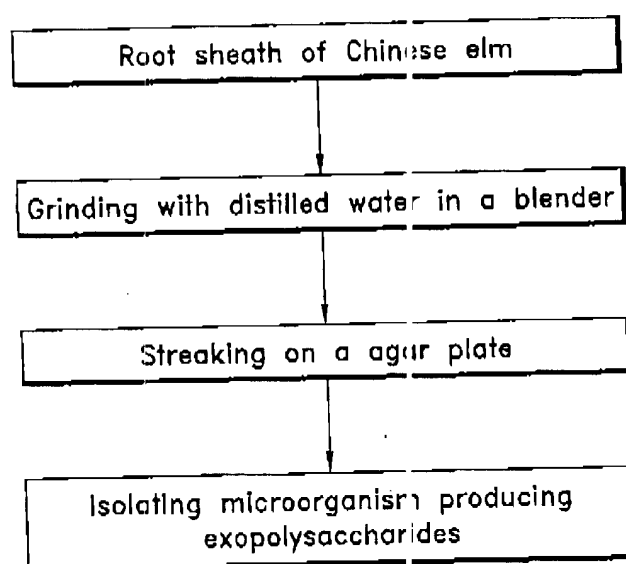 Root sheath of Chinese elm
Grinding with distilled water in a blender
Streaking on a agar plate
Isolating microorganism producing
exopolysaccharides